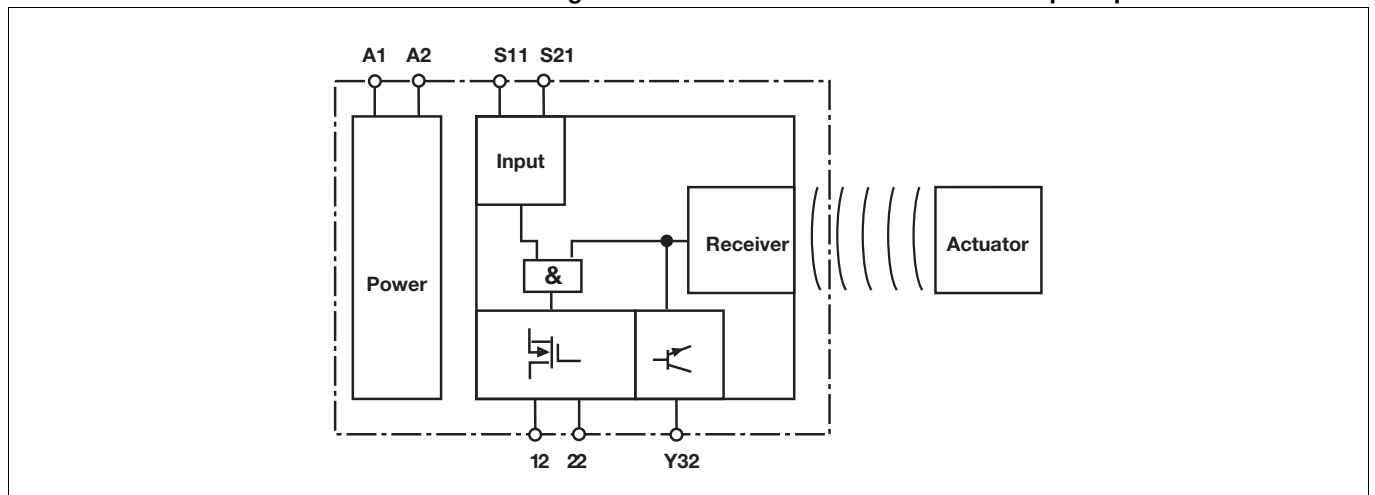 A1 A2 S11 S21
Input
Receiver
Actuator
&
Power
12 22 Y32